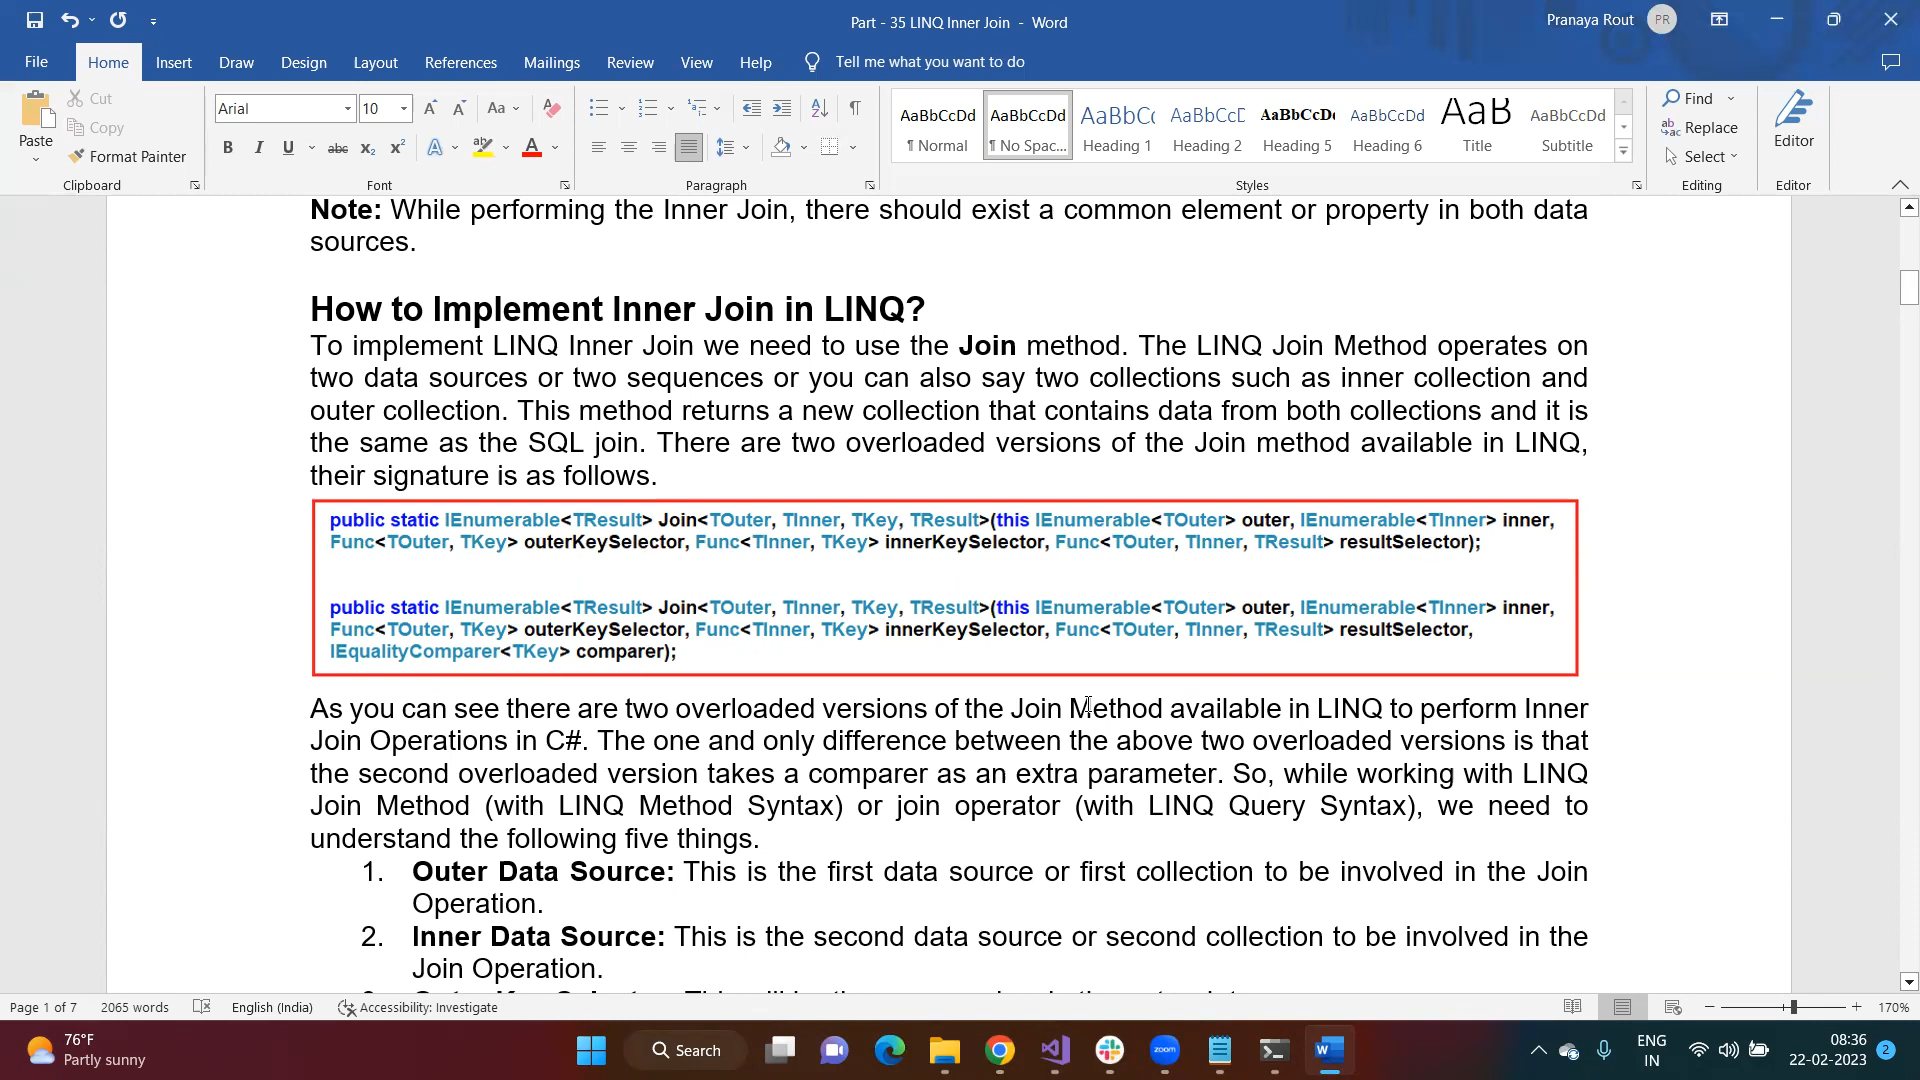 Part - 35 LINQ Inner Join - Word
Pranaya Rout PR
File Home Insert Draw Design Layout References Mailings Review View Help Tell me what you want to do
Paste
Cut
Copy
Format Painter
Clipboard
Arial 10
Aa
B I U abc X₂ X² A A
Font
Paragraph
AaBbCcDd AaBbCcDd AaBbCc AaBbCcD AaBbCcDc AaBbCcDd AaB AaBbCcDd
¶ Normal ¶ No Spac... Heading 1 Heading 2 Heading 5 Heading 6 Title Subtitle
Styles
Find
Replace
Select
Editing
Editor
Editor
Note: While performing the Inner Join, there should exist a common element or property in both data
sources.
How to Implement Inner Join in LINQ?
To implement LINQ Inner Join we need to use the Join method. The LINQ Join Method operates on
two data sources or two sequences or you can also say two collections such as inner collection and
outer collection. This method returns a new collection that contains data from both collections and it is
the same as the SQL join. There are two overloaded versions of the Join method available in LINQ,
their signature is as follows.
public static IEnumerable<TResult> Join<TOuter, TInner, TKey, TResult>(this IEnumerable<TOuter> outer, IEnumerable<TInner> inner,
Func<TOuter, TKey> outerKeySelector, Func<TInner, TKey> innerKeySelector, Func<TOuter, TInner, TResult> resultSelector);
public static IEnumerable<TResult> Join<TOuter, TInner, TKey, TResult>(this IEnumerable<TOuter> outer, IEnumerable<TInner> inner,
Func<TOuter, TKey> outerKeySelector, Func<TInner, TKey> innerKeySelector, Func<TOuter, TInner, TResult> resultSelector,
IEqualityComparer<TKey> comparer);
As you can see there are two overloaded versions of the Join Method available in LINQ to perform Inner
Join Operations in C#. The one and only difference between the above two overloaded versions is that
the second overloaded version takes a comparer as an extra parameter. So, while working with LINQ
Join Method (with LINQ Method Syntax) or join operator (with LINQ Query Syntax), we need to
understand the following five things.
1. Outer Data Source: This is the first data source or first collection to be involved in the Join
Operation.
2. Inner Data Source: This is the second data source or second collection to be involved in the
Join Operation.
Page 1 of 7 2065 words English (India) Accessibility: Investigate 170%
76°F
Partly sunny
Search
zoom
ENG
IN
08:36
22-02-2023
2